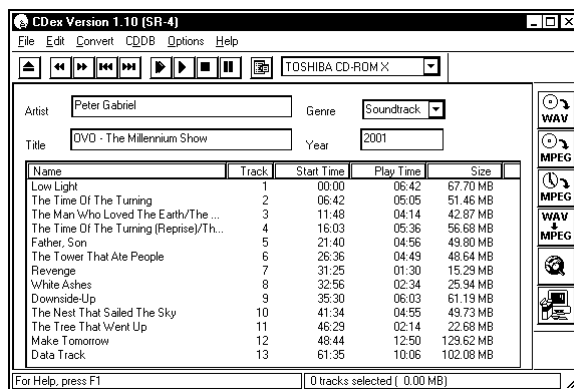 CDex Version 1.10 (SR-4)
File Edit Convert CDDB Options Help
TOSHIBA CD-ROM X
Artist Peter Gabriel Genre Soundtrack
Title OVO - The Millennium Show Year 2001
Name Track Start Time Play Time Size
Low Light 1 00:00 06:42 67.70 MB
The Time Of The Turning 2 06:42 05:05 51.46 MB
The Man Who Loved The Earth/The ... 3 11:48 04:14 42.87 MB
The Time Of The Turning (Reprise)/Th... 4 16:03 05:36 56.68 MB
Father, Son 5 21:40 04:56 49.80 MB
The Tower That Ate People 6 26:36 04:49 48.64 MB
Revenge 7 31:25 01:30 15.29 MB
White Ashes 8 32:56 02:34 25.94 MB
Downside-Up 9 35:30 06:03 61.19 MB
The Nest That Sailed The Sky 10 41:34 04:55 49.73 MB
The Tree That Went Up 11 46:29 02:14 22.68 MB
Make Tomorrow 12 48:44 12:50 129.62 MB
Data Track 13 61:35 10:06 102.08 MB
WAV
MPEG
MPEG
WAV
MPEG
For Help, press F1 0 tracks selected ( 0.00 MB)